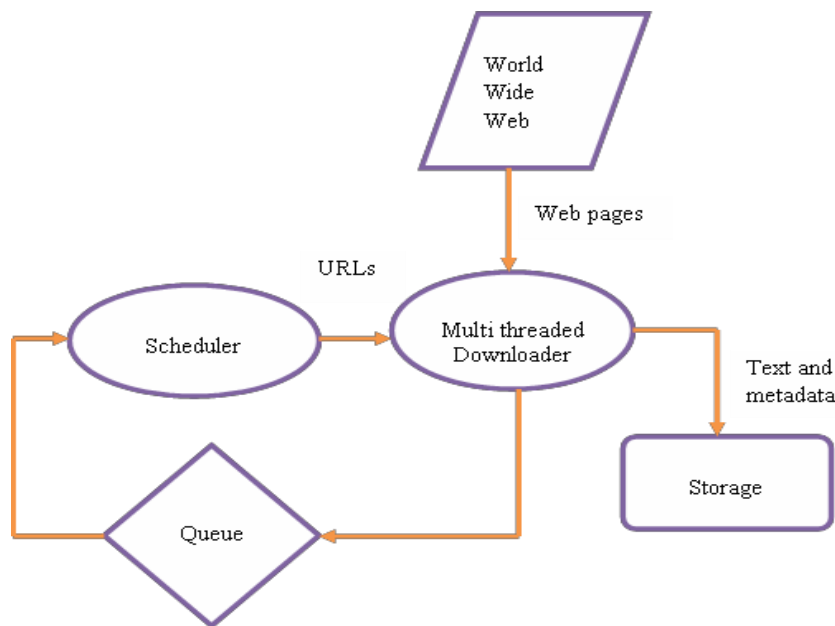 World
Wide
Web
Web pages
URLs
Scheduler
Multi threaded
Downloader
Text and
metadata
Queue
Storage